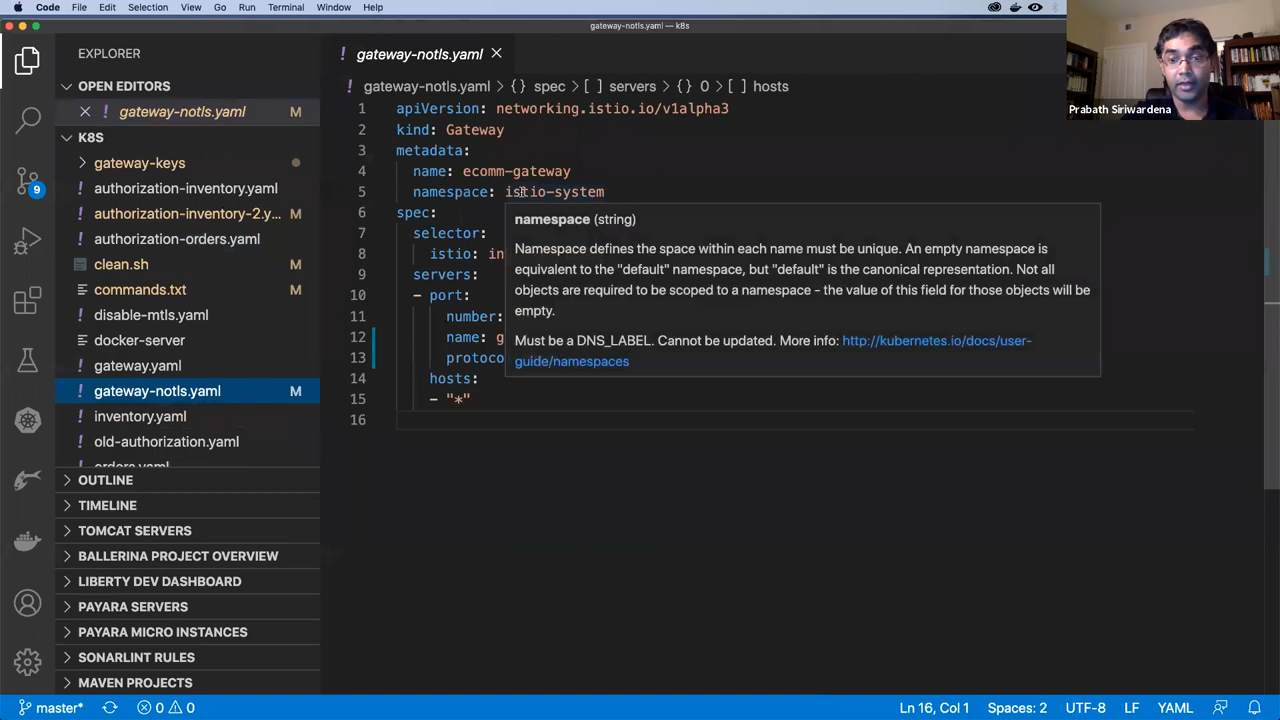 Code File Edit Selection View Go Run Terminal Window Help
gateway-notls.yaml — k8s
EXPLORER
OPEN EDITORS
gateway-notls.yaml M
K8S
gateway-keys
authorization-inventory.yaml
authorization-inventory-2.y... M
authorization-orders.yaml
clean.sh M
commands.txt M
disable-mtls.yaml
docker-server
gateway.yaml
gateway-notls.yaml M
inventory.yaml
old-authorization.yaml
orders.yaml
OUTLINE
TIMELINE
TOMCAT SERVERS
BALLERINA PROJECT OVERVIEW
LIBERTY DEV DASHBOARD
PAYARA SERVERS
PAYARA MICRO INSTANCES
SONARLINT RULES
MAVEN PROJECTS
9
gateway-notls.yaml
gateway-notls.yaml > {} spec > [ ] servers > {} 0 > [ ] hosts
1 apiVersion: networking.istio.io/v1alpha3
2 kind: Gateway
3 metadata:
4 name: ecomm-gateway
5 namespace: istio-system
6 spec:
7 selector:
8 istio: in
9 servers:
10 - port:
11 number:
12 name: g
13 protoco
14 hosts:
15 - "*"
16
namespace (string)
Namespace defines the space within each name must be unique. An empty namespace is
equivalent to the "default" namespace, but "default" is the canonical representation. Not all
objects are required to be scoped to a namespace - the value of this field for those objects will be
empty.
Must be a DNS_LABEL. Cannot be updated. More info: http://kubernetes.io/docs/user-
guide/namespaces
Prabath Siriwardena
master* 0 0 Ln 16, Col 1 Spaces: 2 UTF-8 LF YAML